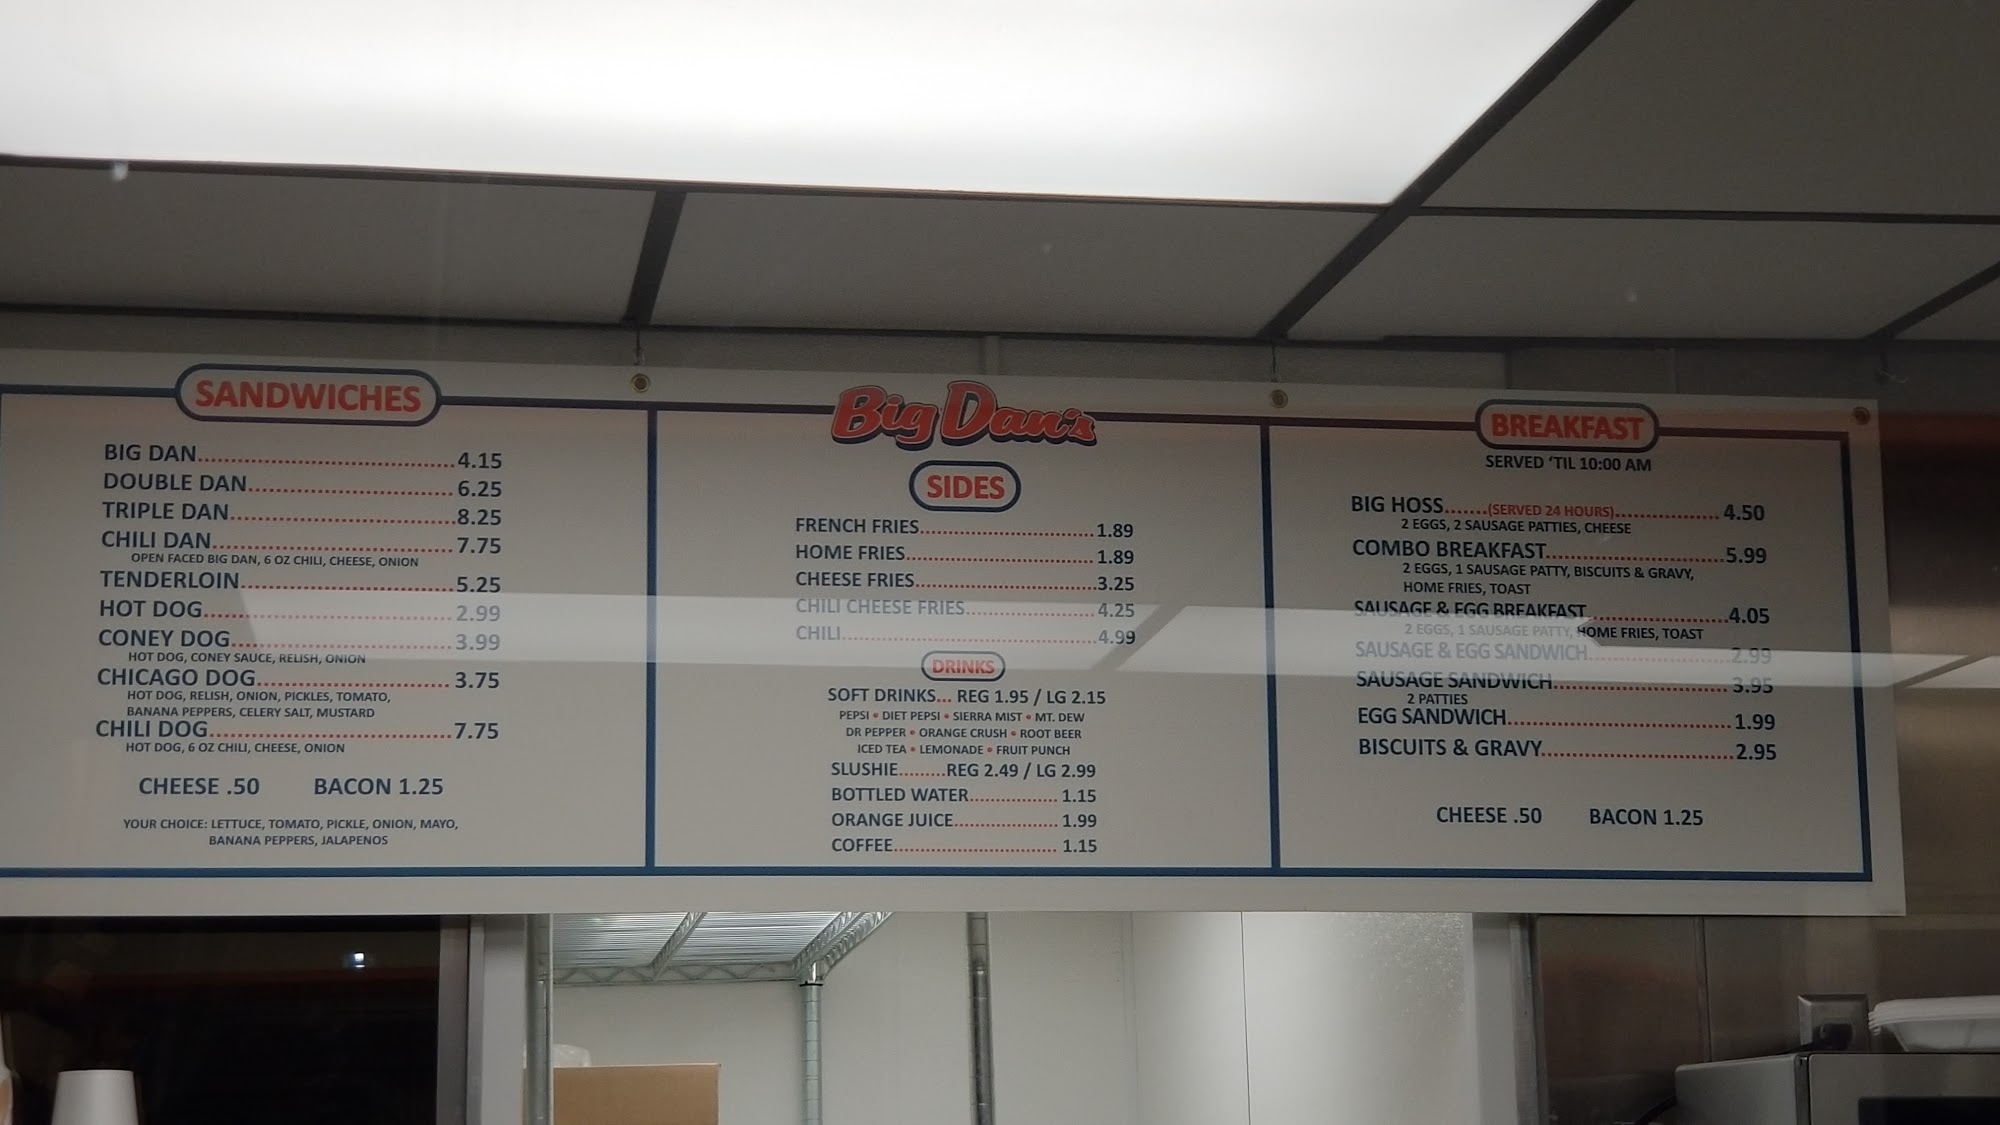 SANDWICHES
BIG DAN 4.15
DOUBLE DAN 6.25
TRIPLE DAN 8.25
CHILI DAN 7.75
OPEN FACED BIG DAN, 6 OZ CHILI, CHEESE, ONION
TENDERLOIN 5.25
HOT DOG 2.99
CONEY DOG 3.99
HOT DOG, CONEY SAUCE, RELISH, ONION
CHICAGO DOG 3.75
HOT DOG, RELISH, ONION, PICKLES, TOMATO,
BANANA PEPPERS, CELERY SALT, MUSTARD
CHILI DOG 7.75
HOT DOG, 6 OZ CHILI, CHEESE, ONION
CHEESE .50 BACON 1.25
YOUR CHOICE: LETTUCE, TOMATO, PICKLE, ONION, MAYO,
BANANA PEPPERS, JALAPENOS
Big Dan's
SIDES
FRENCH FRIES 1.89
HOME FRIES 1.89
CHEESE FRIES 3.25
CHILI CHEESE FRIES 4.25
CHILI 4.99
DRINKS
SOFT DRINKS... REG 1.95 / LG 2.15
PEPSI • DIET PEPSI • SIERRA MIST • MT. DEW
DR PEPPER • ORANGE CRUSH • ROOT BEER
ICED TEA • LEMONADE • FRUIT PUNCH
SLUSHIE REG 2.49 / LG 2.99
BOTTLED WATER 1.15
ORANGE JUICE 1.99
COFFEE 1.15
BREAKFAST
SERVED 'TIL 10:00 AM
BIG HOSS (SERVED 24 HOURS) 4.50
2 EGGS, 2 SAUSAGE PATTIES, CHEESE
COMBO BREAKFAST 5.99
2 EGGS, 1 SAUSAGE PATTY, BISCUITS & GRAVY,
HOME FRIES, TOAST
SAUSAGE & EGG BREAKFAST 4.05
2 EGGS, 1 SAUSAGE PATTY, HOME FRIES, TOAST
SAUSAGE & EGG SANDWICH 2.99
SAUSAGE SANDWICH 3.95
2 PATTIES
EGG SANDWICH 1.99
BISCUITS & GRAVY 2.95
CHEESE .50 BACON 1.25